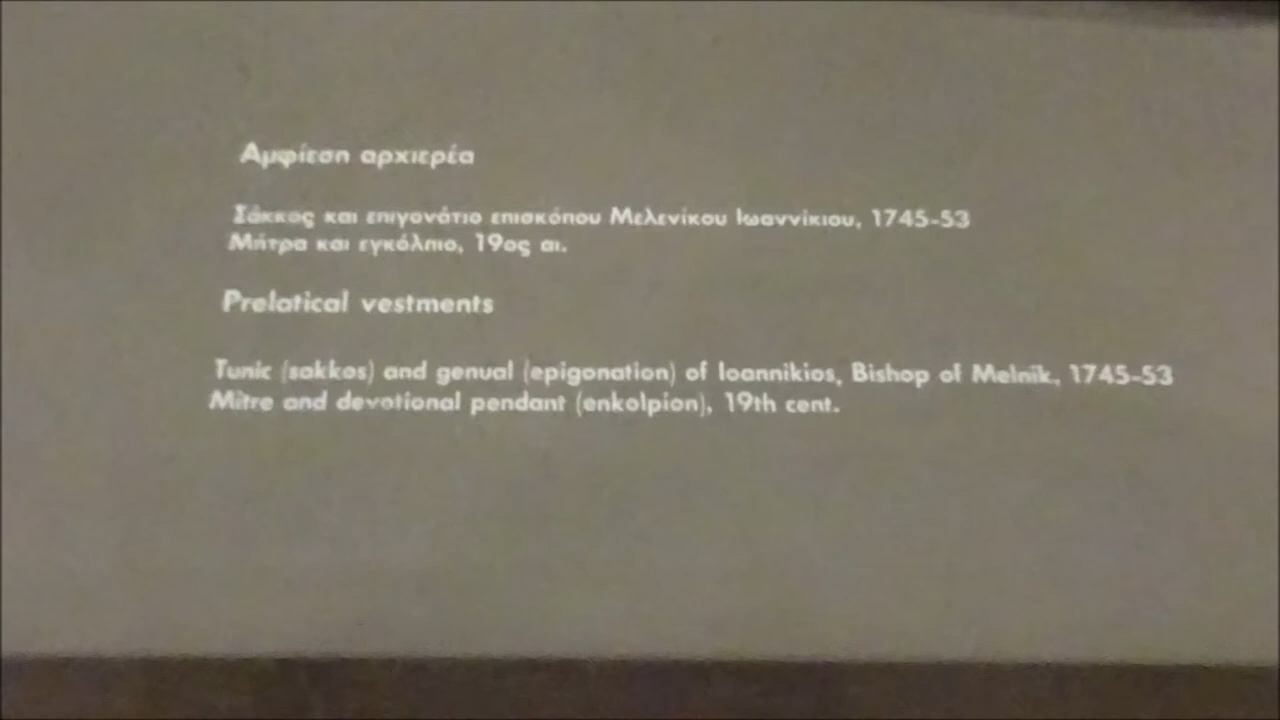 Αμφίεση αρχιερέα
Σάκκος και επιγονάτιο επισκόπου Μελενίκου Ιωαννίκιου, 1745-53
Μήτρα και εγκόλπιο, 19ος αι.
Prelatical vestments
Tunic (sakkos) and genual (epigonation) of Ioannikios, Bishop of Melnik, 1745-53
Mitre and devotional pendant (enkolpion), 19th cent.